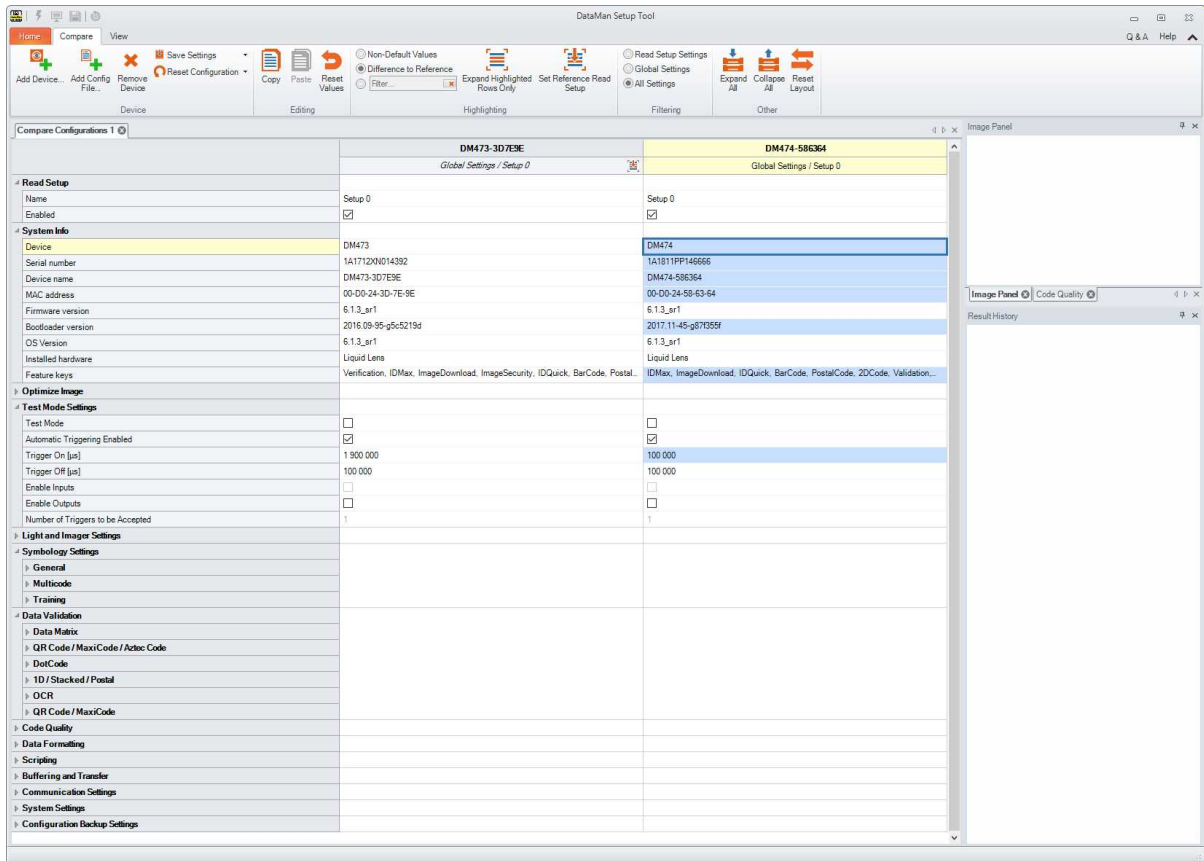 DataMan Setup Tool
Home Compare View Q & A Help
Add Device... Add Config File... Remove Device Save Settings Reset Configuration
Copy Paste Reset Values
Non-Default Values
Difference to Reference
Filter...
Expand Highlighted Rows Only Set Reference Read Setup
Read Setup Settings
Global Settings
All Settings
Expand All Collapse All Reset Layout
Device Editing Highlighting Filtering Other
Compare Configurations 1 Image Panel
DM473-3D7E9E DM474-586364
Global Settings / Setup 0 Global Settings / Setup 0
Read Setup
Name Setup 0 Setup 0
Enabled
System Info
Device DM473 DM474
Serial number 1A1712XN014392 1A1811PP146666
Device name DM473-3D7E9E DM474-586364
MAC address 00-D0-24-3D-7E-9E 00-D0-24-58-63-64
Image Panel Code Quality
Firmware version 6.1.3_sr1 6.1.3_sr1
Result History
Bootloader version 2016.09-95-g5c5219d 2017.11-45-g87f355f
OS Version 6.1.3_sr1 6.1.3_sr1
Installed hardware Liquid Lens Liquid Lens
Feature keys Verification, IDMax, ImageDownload, ImageSecurity, IDQuick, BarCode, Postal... IDMax, ImageDownload, IDQuick, BarCode, PostalCode, 2DCode, Validation,...
Optimize Image
Test Mode Settings
Test Mode
Automatic Triggering Enabled
Trigger On [µs] 1 900 000 100 000
Trigger Off [µs] 100 000 100 000
Enable Inputs
Enable Outputs
Number of Triggers to be Accepted 1 1
Light and Imager Settings
Symbology Settings
General
Multicode
Training
Data Validation
Data Matrix
QR Code / MaxiCode / Aztec Code
DotCode
1D / Stacked / Postal
OCR
QR Code / MaxiCode
Code Quality
Data Formatting
Scripting
Buffering and Transfer
Communication Settings
System Settings
Configuration Backup Settings